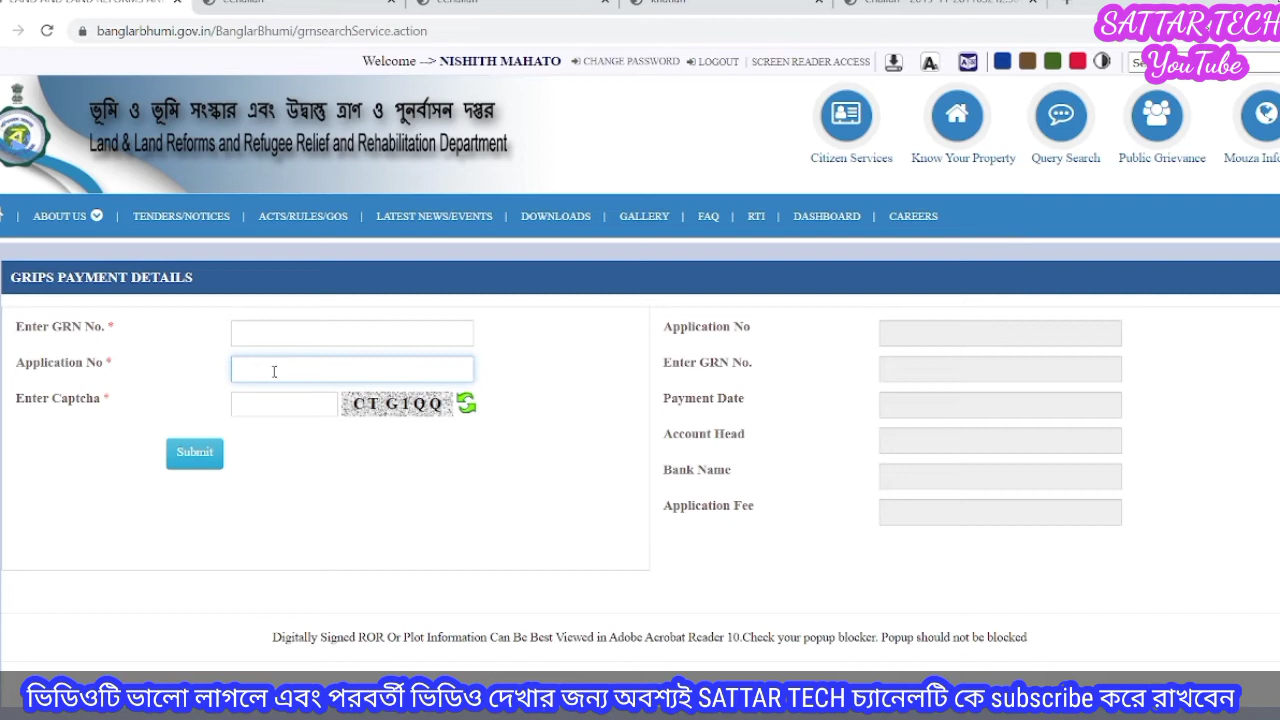 SATTAR TECH
YouTube
banglarbhumi.gov.in/BanglarBhumi/grnsearchService.action
Welcome --> NISHITH MAHATO CHANGE PASSWORD LOGOUT SCREEN READER ACCESS
ভূমি ও ভূমি সংস্কার এবং উদ্বাস্তু ত্রাণ ও পুনর্বাসন দপ্তর
Land & Land Reforms and Refugee Relief and Rehabilitation Department
Citizen Services Know Your Property Query Search Public Grievance Mouza Info
| ABOUT US | TENDERS/NOTICES | ACTS/RULES/GOS | LATEST NEWS/EVENTS | DOWNLOADS | GALLERY | FAQ | RTI | DASHBOARD | CAREERS
GRIPS PAYMENT DETAILS
Enter GRN No. *
Application No *
Enter Captcha * CT G1QQ
Submit
Application No
Enter GRN No.
Payment Date
Account Head
Bank Name
Application Fee
Digitally Signed ROR Or Plot Information Can Be Best Viewed in Adobe Acrobat Reader 10.Check your popup blocker. Popup should not be blocked
ভিডিওটি ভালো লাগলে এবং পরবর্তী ভিডিও দেখার জন্য অবশ্যই SATTAR TECH চ্যানেলটি কে subscribe করে রাখবেন